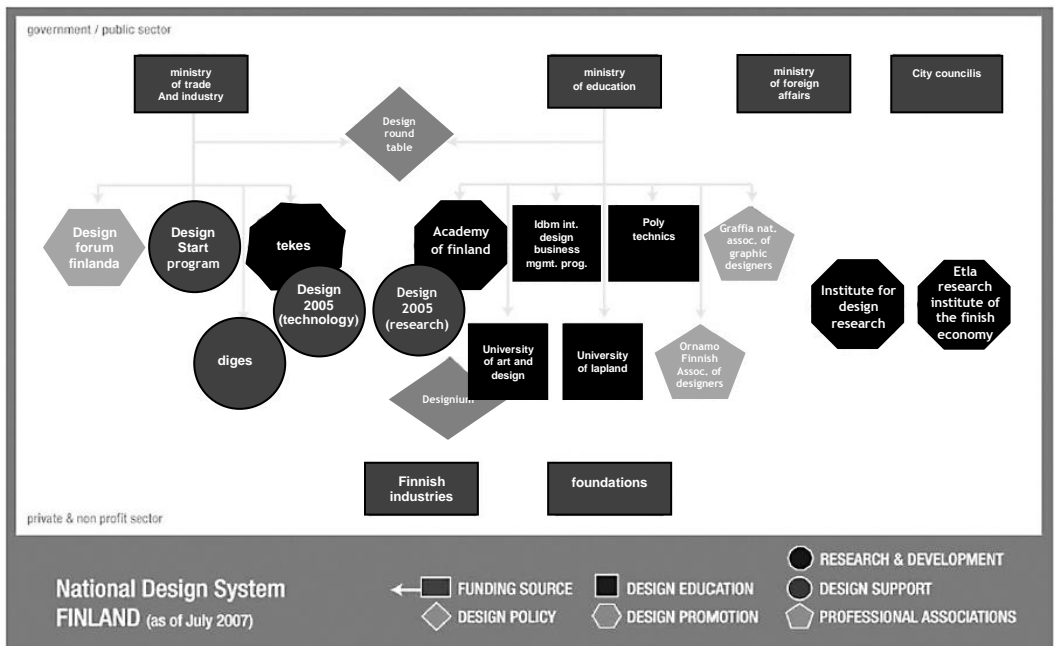 government / public sector
ministry
of trade
And industry
ministry
of education
ministry
of foreign
affairs
City councilis
Design
round
table
Design
forum
finlanda
Design
Start
program
tekes
Academy
of finland
Idbm int.
design
business
mgmt. prog.
Poly
technics
Graffia nat.
assoc. of
graphic
designers
Design
2005
(technology)
Design
2005
(research)
Institute for
design
research
Etla
research
institute of
the finish
economy
diges
University
of art and
design
University
of lapland
Ornamo
Finnish
Assoc. of
designers
Designium
Finnish
industries
foundations
private & non profit sector
National Design System
FINLAND (as of July 2007)
FUNDING SOURCE
DESIGN POLICY
DESIGN EDUCATION
DESIGN PROMOTION
RESEARCH & DEVELOPMENT
DESIGN SUPPORT
PROFESSIONAL ASSOCIATIONS